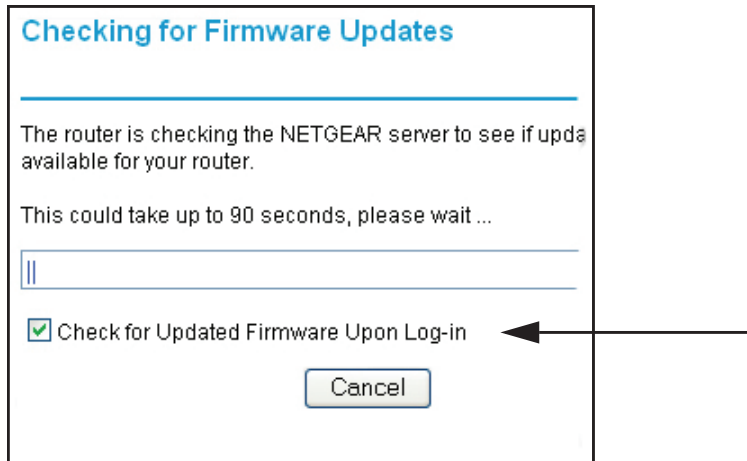 Checking for Firmware Updates
The router is checking the NETGEAR server to see if upda
available for your router.
This could take up to 90 seconds, please wait ...
Check for Updated Firmware Upon Log-in
Cancel